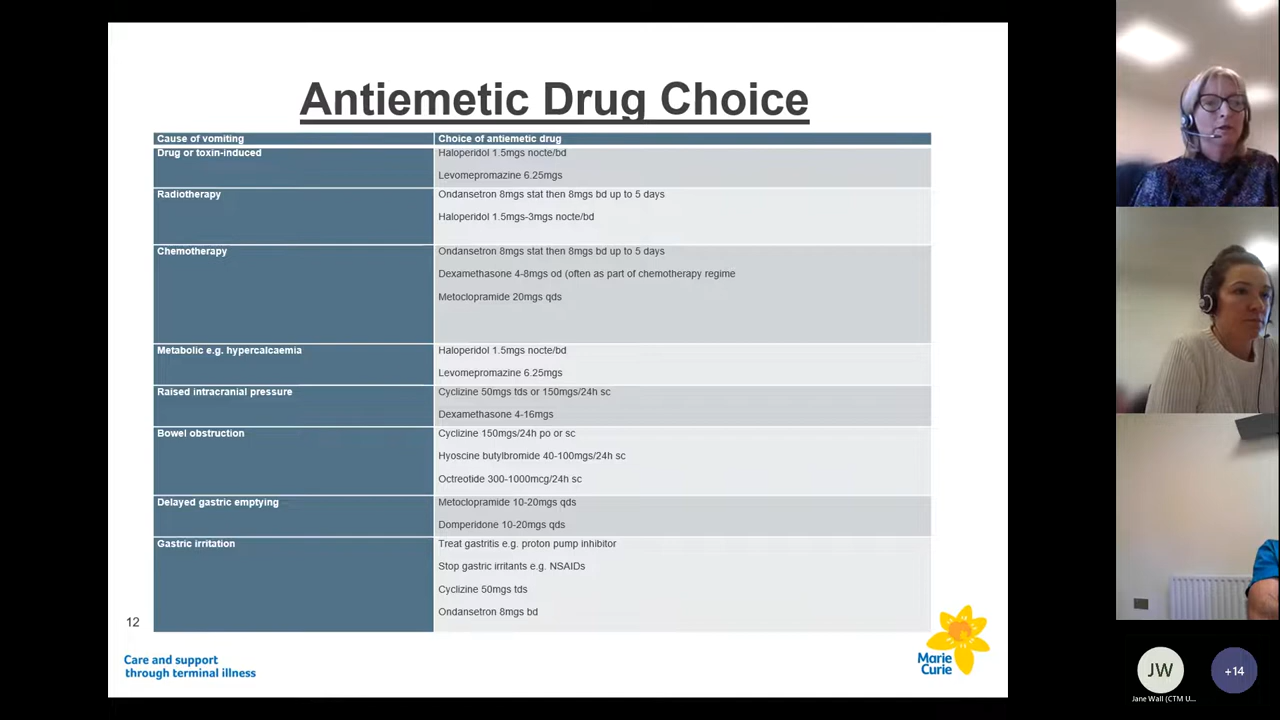 Antiemetic Drug Choice
Cause of vomiting
Choice of antiemetic drug
Drug or toxin-induced
Haloperidol 1.5mgs nocte/bd
Levomepromazine 6.25mgs
Radiotherapy
Ondansetron 8mgs stat then 8mgs bd up to 5 days
Haloperidol 1.5mgs-3mgs nocte/bd
Chemotherapy
Ondansetron 8mgs stat then 8mgs bd up to 5 days
Dexamethasone 4-8mgs od (often as part of chemotherapy regime
Metoclopramide 20mgs qds
Metabolic e.g. hypercalcaemia
Haloperidol 1.5mgs nocte/bd
Levomepromazine 6.25mgs
Raised intracranial pressure
Cyclizine 50mgs tds or 150mgs/24h sc
Dexamethasone 4-16mgs
Bowel obstruction
Cyclizine 150mgs/24h po or sc
Hyoscine butylbromide 40-100mgs/24h sc
Octreotide 300-1000mcg/24h sc
Delayed gastric emptying
Metoclopramide 10-20mgs qds
Domperidone 10-20mgs qds
Gastric irritation
Treat gastritis e.g. proton pump inhibitor
Stop gastric irritants e.g. NSAIDs
Cyclizine 50mgs tds
Ondansetron 8mgs bd
12
Care and support
through terminal illness
Marie
Curie
JW
Jane Wall (CTM U...
+14